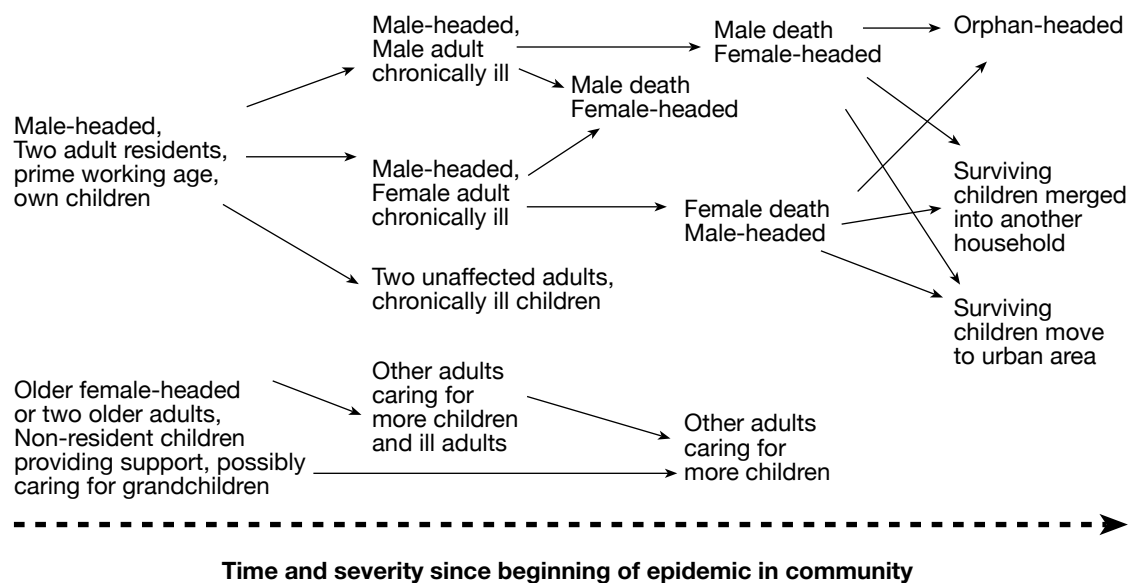 Male-headed,
Two adult residents,
prime working age,
own children
Male-headed,
Male adult
chronically ill
Male death
Female-headed
Male-headed,
Female adult
chronically ill
Two unaffected adults,
chronically ill children
Male death
Female-headed
Female death
Male-headed
Orphan-headed
Surviving
children merged
into another
household
Surviving
children move
to urban area
Older female-headed
or two older adults,
Non-resident children
providing support, possibly
caring for grandchildren
Other adults
caring for
more children
and ill adults
Other adults
caring for
more children
Time and severity since beginning of epidemic in community